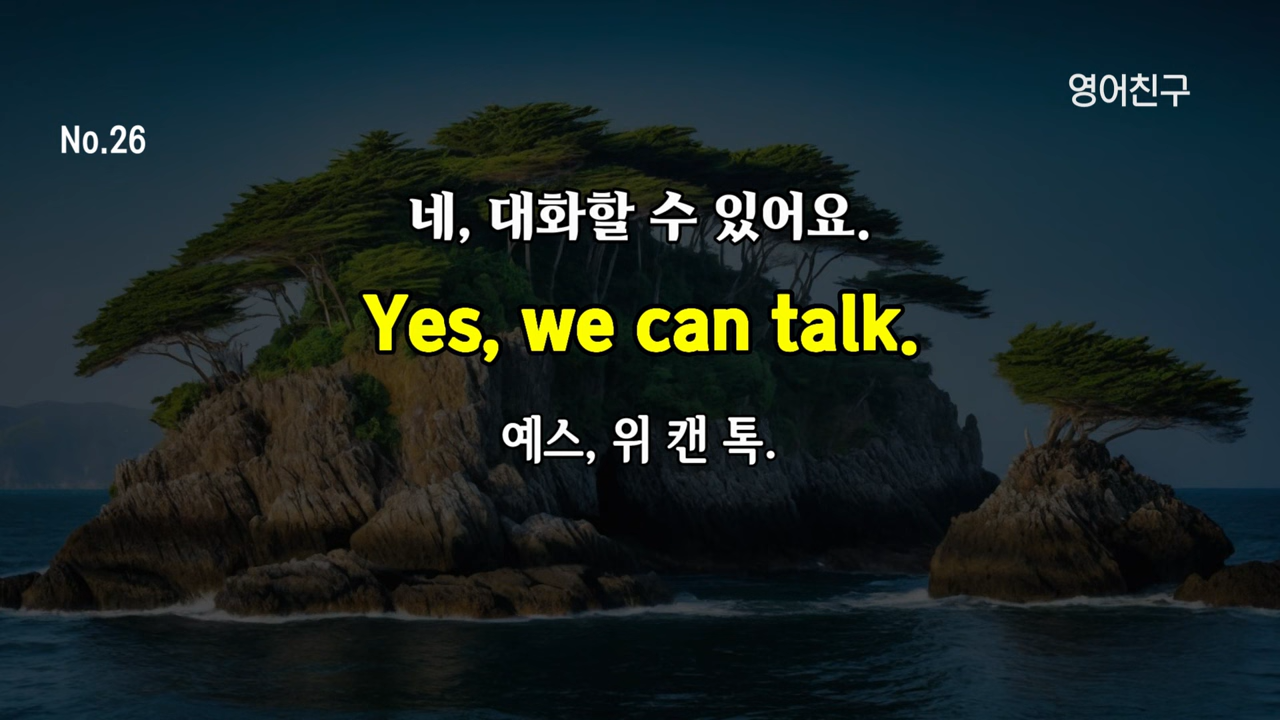 영어친구
No.26
네, 대화할 수 있어요.
Yes, we can talk.
예스, 위 캔 톡.